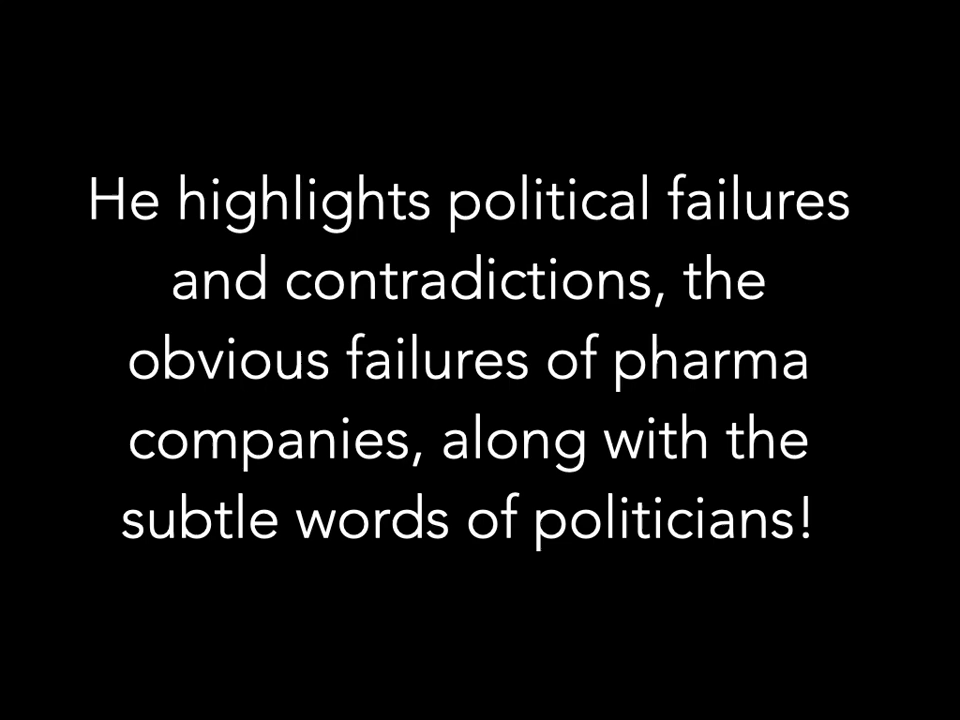 He highlights political failures
and contradictions, the
obvious failures of pharma
companies, along with the
subtle words of politicians!